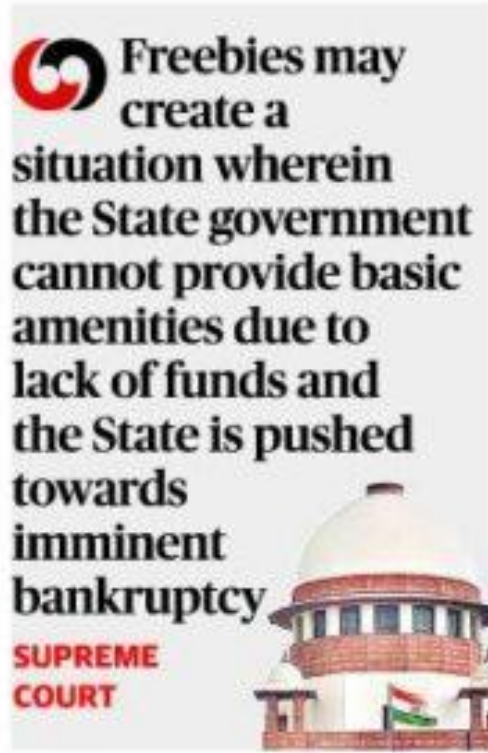 Freebies may
create a
situation wherein
the State government
cannot provide basic
amenities due to
lack of funds and
the State is pushed
towards
imminent
bankruptcy
SUPREME
COURT